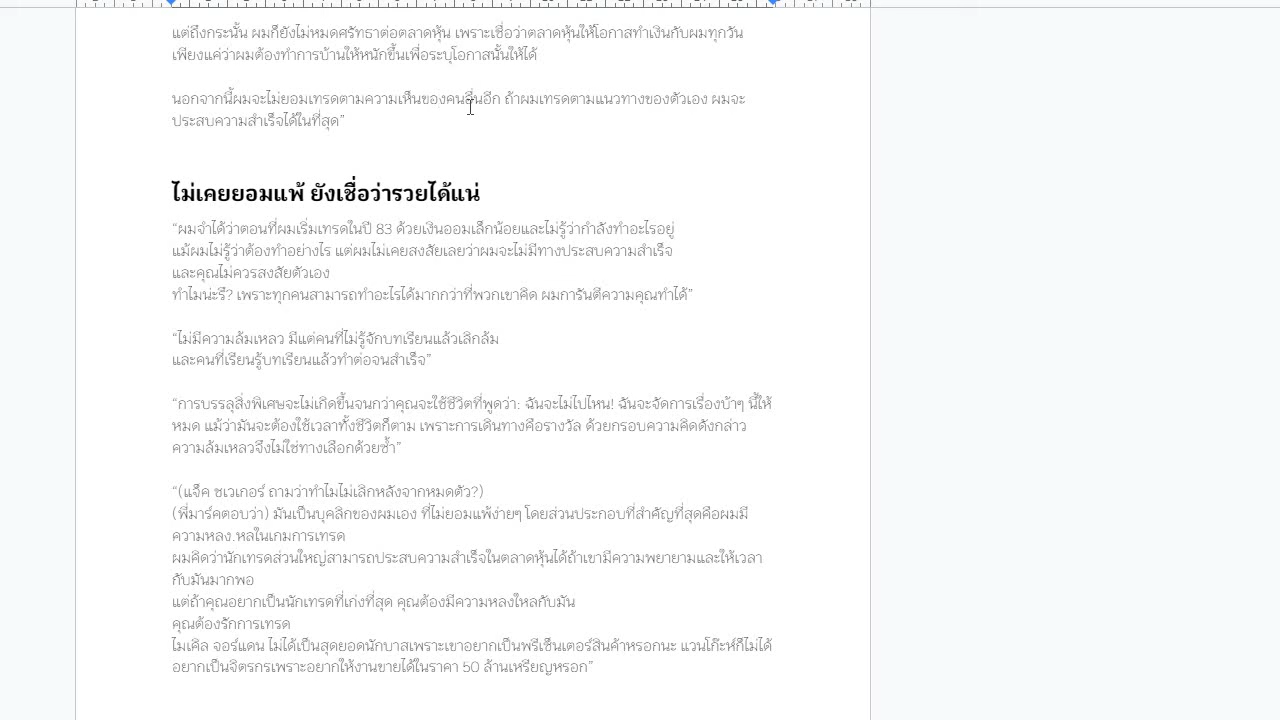 แต่ถึงกระนั้น ผมก็ยังไม่หมดศรัทธาต่อตลาดหุ้น เพราะเชื่อว่าตลาดหุ้นให้โอกาสทำเงินกับผมทุกวัน
เพียงแค่ว่าผมต้องทำการบ้านให้หนักขึ้นเพื่อระบุโอกาสนั้นให้ได้
นอกจากนี้ผมจะไม่ยอมเทรดตามความเห็นของคนอื่นอีก ถ้าผมเทรดตามแนวทางของตัวเอง ผมจะ
ประสบความสำเร็จได้ในที่สุด”
ไม่เคยยอมแพ้ ยังเชื่อว่ารวยได้แน่
“ผมจำได้ว่าตอนที่ผมเริ่มเทรดในปี 83 ด้วยเงินออมเล็กน้อยและไม่รู้ว่ากำลังทำอะไรอยู่
แม้ผมไม่รู้ว่าต้องทำอย่างไร แต่ผมไม่เคยสงสัยเลยว่าผมจะไม่มีทางประสบความสำเร็จ
และคุณไม่ควรสงสัยตัวเอง
ทำไมน่ะรึ? เพราะทุกคนสามารถทำอะไรได้มากกว่าที่พวกเขาคิด ผมการันตีความคุณทำได้”
“ไม่มีความล้มเหลว มีแต่คนที่ไม่รู้จักบทเรียนแล้วเลิกล้ม
และคนที่เรียนรู้บทเรียนแล้วทำต่อจนสำเร็จ”
“การบรรลุสิ่งพิเศษจะไม่เกิดขึ้นจนกว่าคุณจะใช้ชีวิตที่พูดว่า: ฉันจะไม่ไปไหน! ฉันจะจัดการเรื่องบ้าๆ นี้ให้
หมด แม้ว่ามันจะต้องใช้เวลาทั้งชีวิตก็ตาม เพราะการเดินทางคือรางวัล ด้วยกรอบความคิดดังกล่าว
ความล้มเหลวจึงไม่ใช่ทางเลือกด้วยซ้ำ”
“(แจ็ค ชเวเกอร์ ถามว่าทำไมไม่เลิกหลังจากหมดตัว?)
(พี่มาร์คตอบว่า) มันเป็นบุคลิกของผมเอง ที่ไม่ยอมแพ้ง่ายๆ โดยส่วนประกอบที่สำคัญที่สุดคือผมมี
ความหลง.หลในเกมการเทรด
ผมคิดว่านักเทรดส่วนใหญ่สามารถประสบความสำเร็จในตลาดหุ้นได้ถ้าเขามีความพยายามและให้เวลา
กับมันมากพอ
แต่ถ้าคุณอยากเป็นนักเทรดที่เก่งที่สุด คุณต้องมีความหลงใหลกับมัน
คุณต้องรักการเทรด
ไมเคิล จอร์แดน ไม่ได้เป็นสุดยอดนักบาสเพราะเขาอยากเป็นพรีเซ็นเตอร์สินค้าหรอกนะ แวนโก๊ะห์ก็ไม่ได้
อยากเป็นจิตรกรเพราะอยากให้งานขายได้ในราคา 50 ล้านเหรียญหรอก”